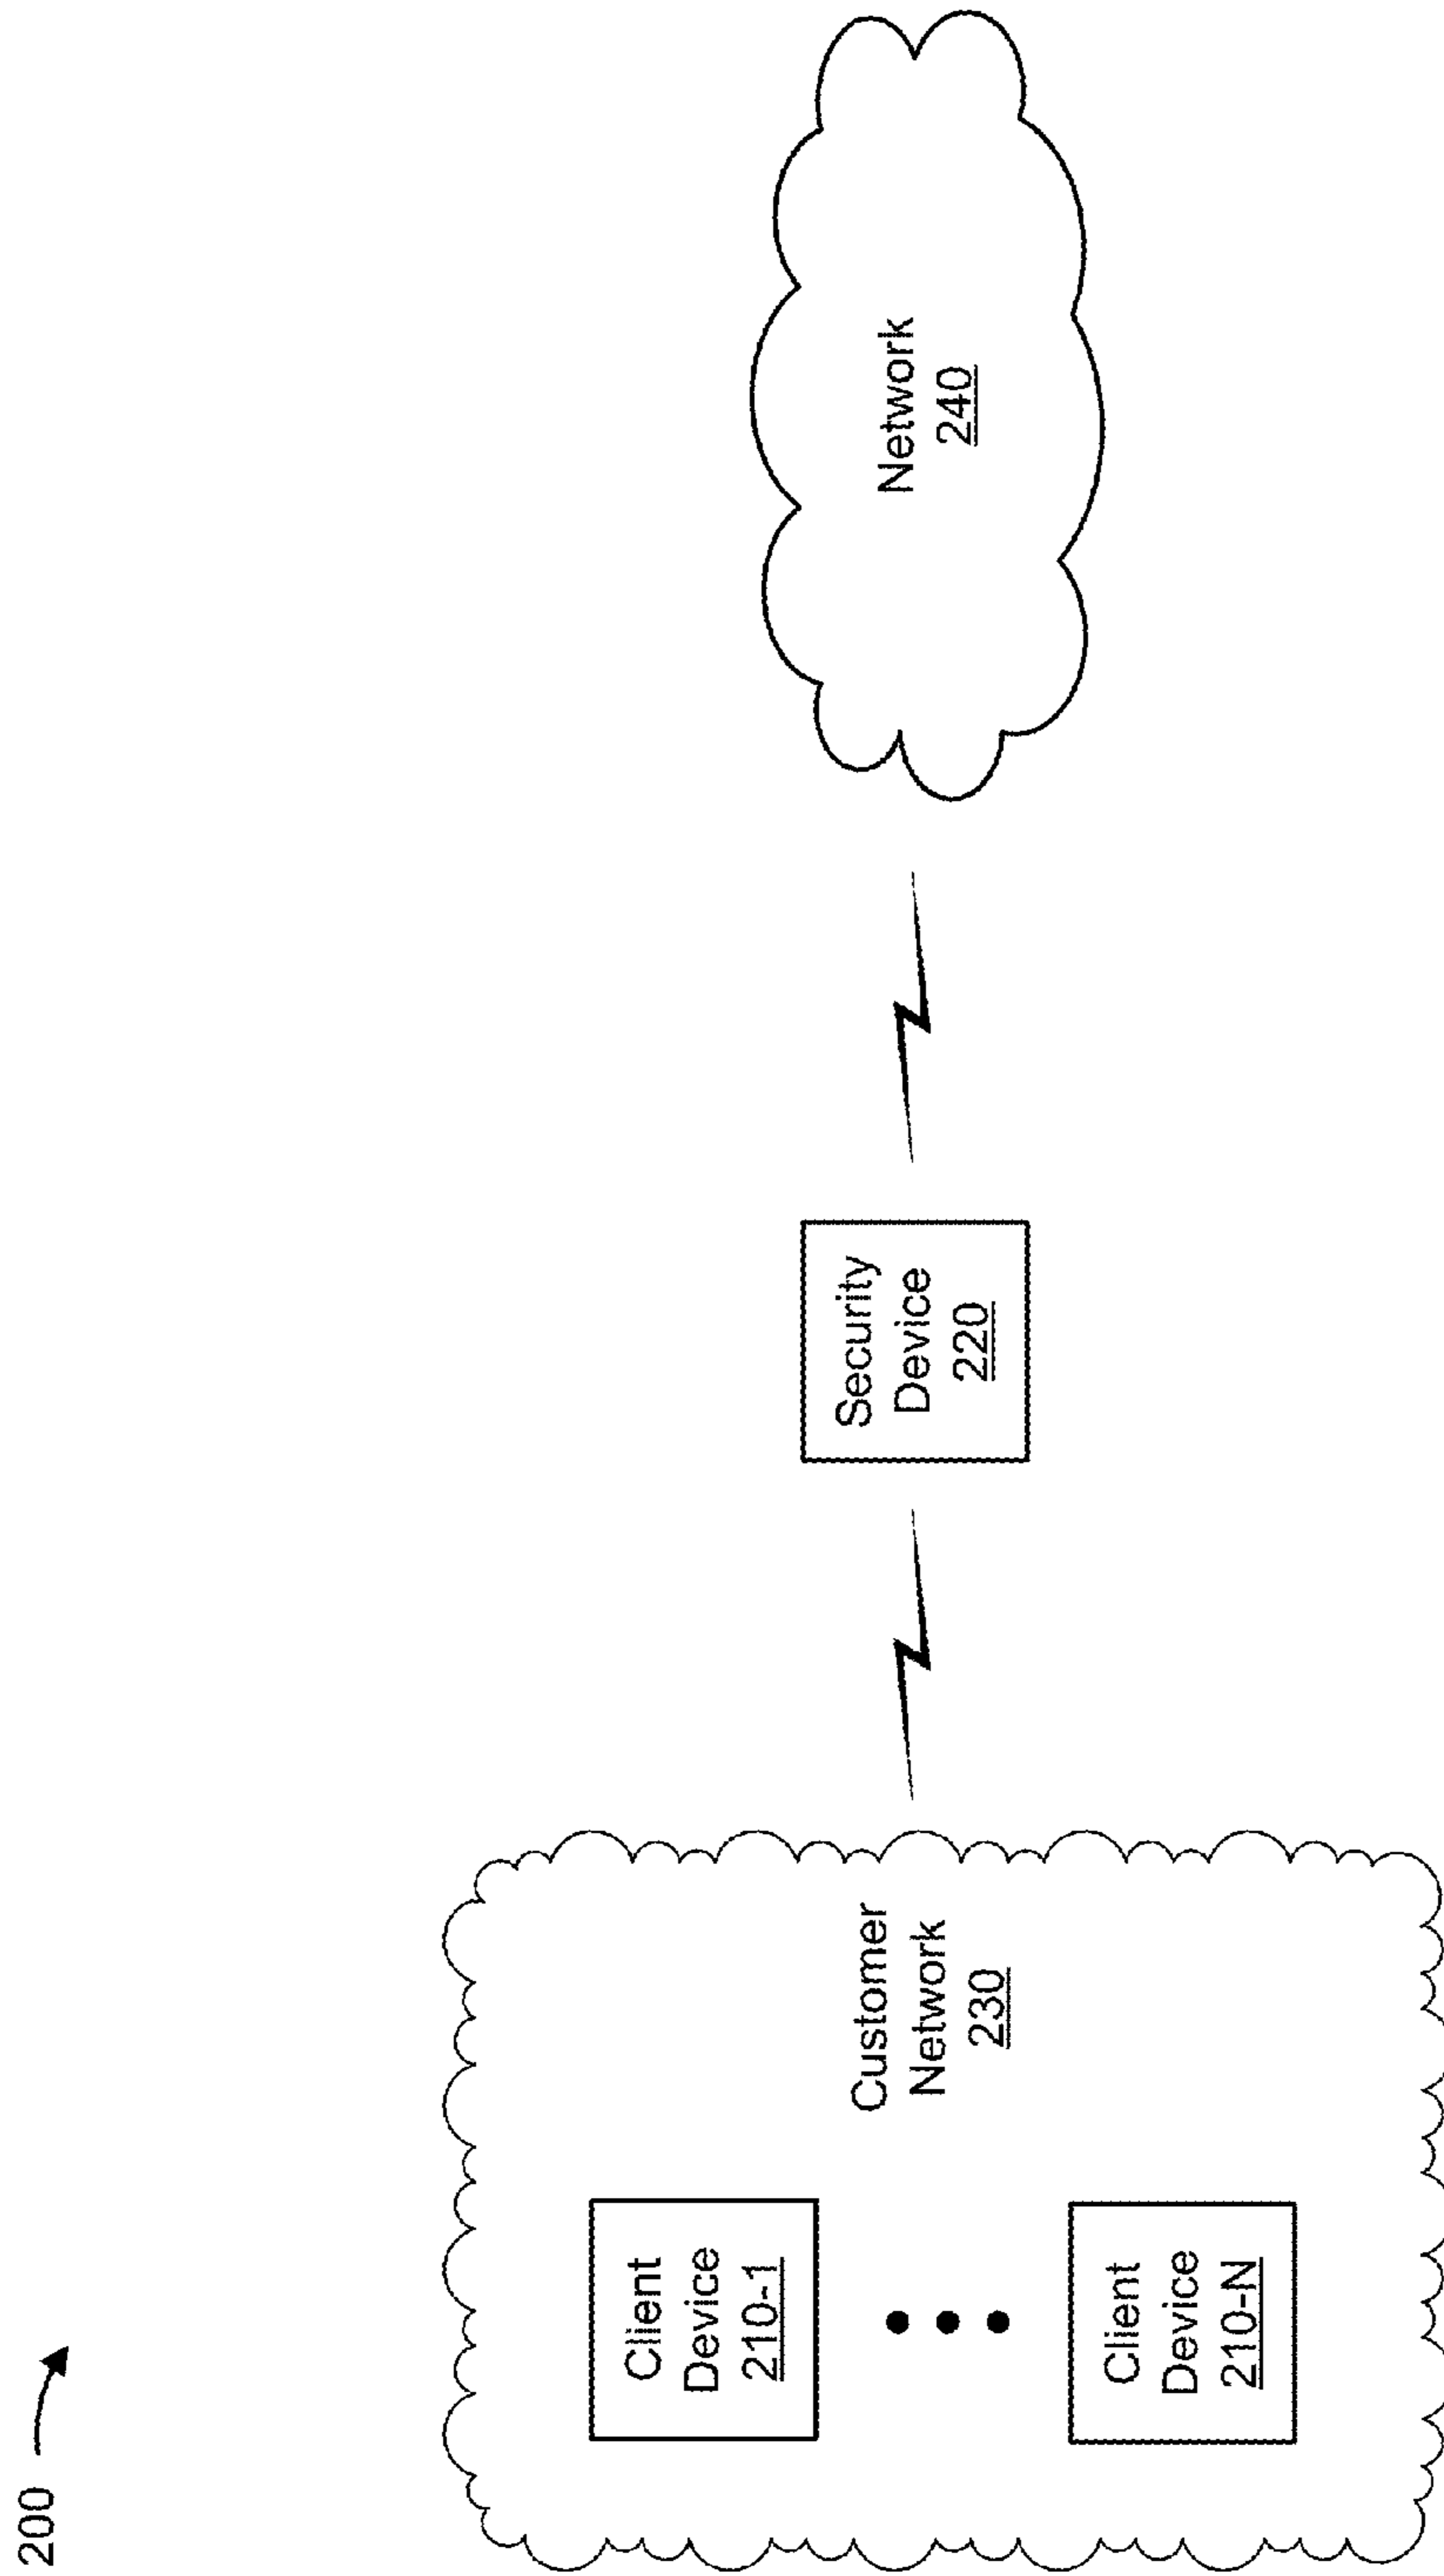 200
Client
Device
210-1
Client
Device
210-N
Customer
Network
230
Security
Device
220
Network
240